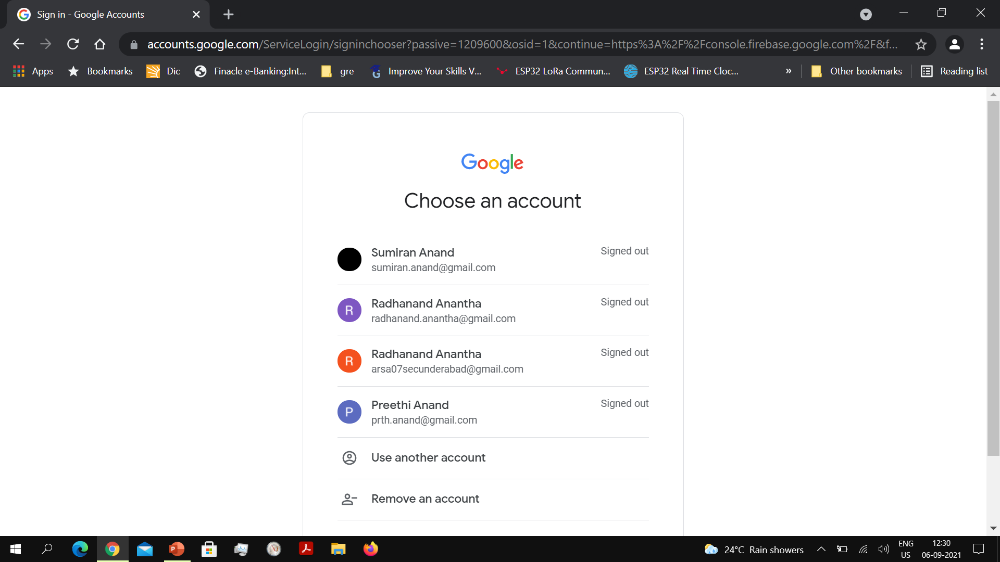 Sign in - Google Accounts
accounts.google.com/ServiceLogin/signinchooser?passive=1209600&osid=1&continue=https%3A%2F%2Fconsole.firebase.google.com%2F&f...
Apps Bookmarks Dic Finacle e-Banking:Int... gre Improve Your Skills V... ESP32 LoRa Commun... ESP32 Real Time Cloc... » Other bookmarks Reading list
Google
Choose an account
Sumiran Anand Signed out
sumiran.anand@gmail.com
R Radhanand Anantha Signed out
radhanand.anantha@gmail.com
R Radhanand Anantha Signed out
arsa07secunderabad@gmail.com
P Preethi Anand Signed out
prth.anand@gmail.com
Use another account
Remove an account
24°C Rain showers
ENG
US
12:30
06-09-2021